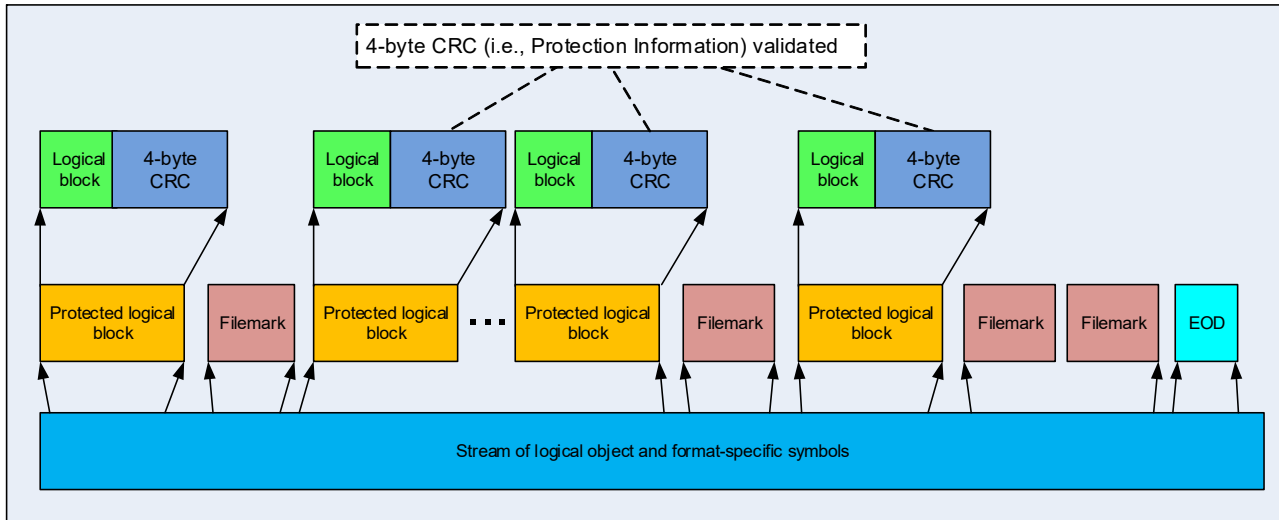 4-byte CRC (i.e., Protection Information) validated
Logical
block
4-byte
CRC
Logical
block
4-byte
CRC
Logical
block
4-byte
CRC
Logical
block
4-byte
CRC
Protected logical
block
Filemark
Protected logical
block
Protected logical
block
Filemark
Protected logical
block
Filemark
Filemark
EOD
Stream of logical object and format-specific symbols